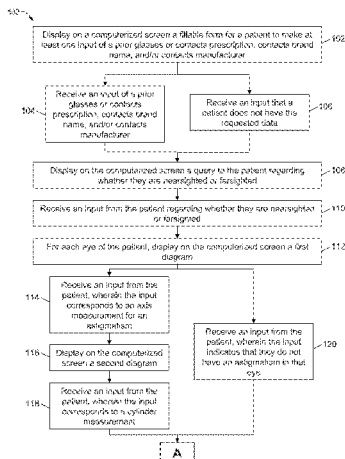 100
Display on a computerized screen a fillable form for a patient to make
at least one input of a prior glasses or contacts prescription, contacts brand
name, and/or contacts manufacturer
102
Receive an input of a prior
glasses or contacts
prescription, contacts brand
name, and/or contacts
manufacturer
104
Receive an input that a
patient does not have the
requested data
106
Display on the computerized screen a query to the patient regarding
whether they are nearsighted or farsighted
108
Receive an input from the patient regarding whether they are nearsighted
or farsighted
110
For each eye of the patient, display on the computerized screen a first
diagram
112
114
Receive an input from the
patient, wherein the input
corresponds to an axis
measurement for an
astigmatism
116
Display on the computerized
screen a second diagram
118
Receive an input from the
patient, wherein the input
corresponds to a cylinder
measurement
Receive an input from the
patient, wherein the input
indicates that they do not
have an astigmatism in that
eye
120
A